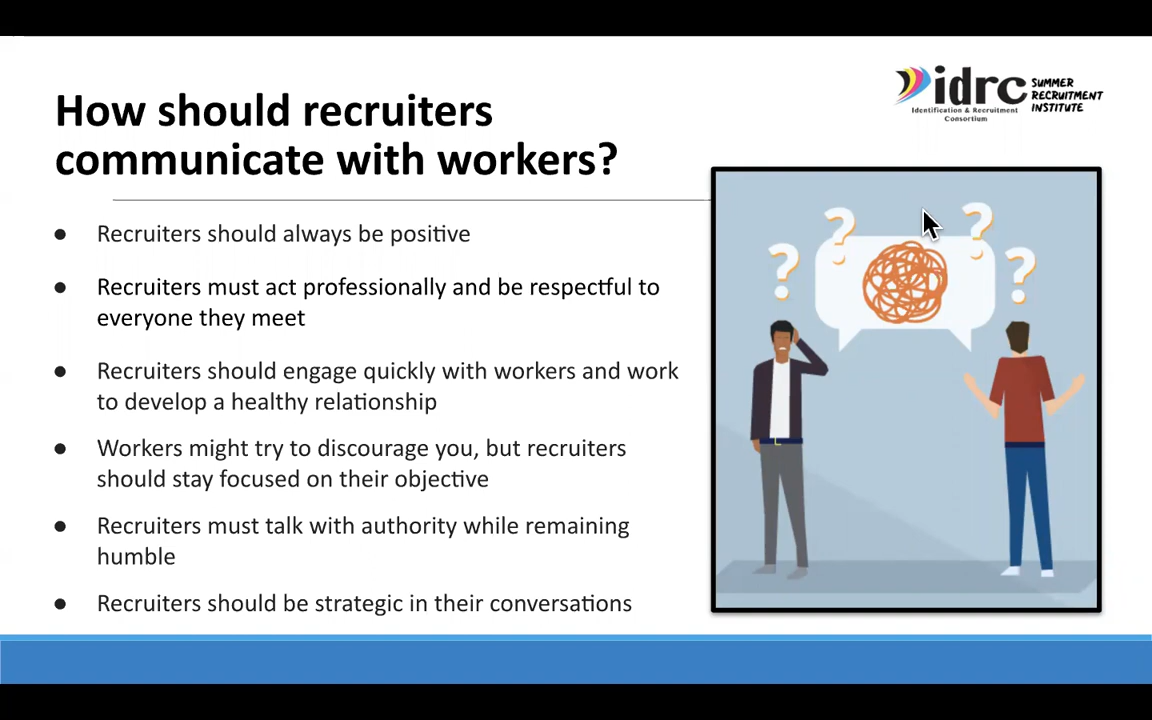 How should recruiters
communicate with workers?
idrc
Identification & Recruitment
Consortium
SUMMER
RECRUITMENT
INSTITUTE
● Recruiters should always be positive
● Recruiters must act professionally and be respectful to
everyone they meet
● Recruiters should engage quickly with workers and work
to develop a healthy relationship
● Workers might try to discourage you, but recruiters
should stay focused on their objective
● Recruiters must talk with authority while remaining
humble
● Recruiters should be strategic in their conversations
? ? ? ?